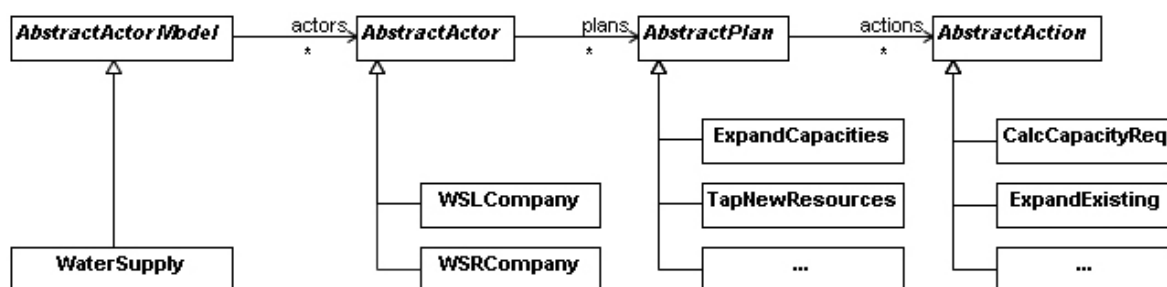 AbstractActorModel
actors
*
AbstractActor
plans
*
AbstractPlan
actions
*
AbstractAction
ExpandCapacities
CalcCapacityReq
WSLCompany
TapNewResources
ExpandExisting
WaterSupply
WSRCompany
...
...